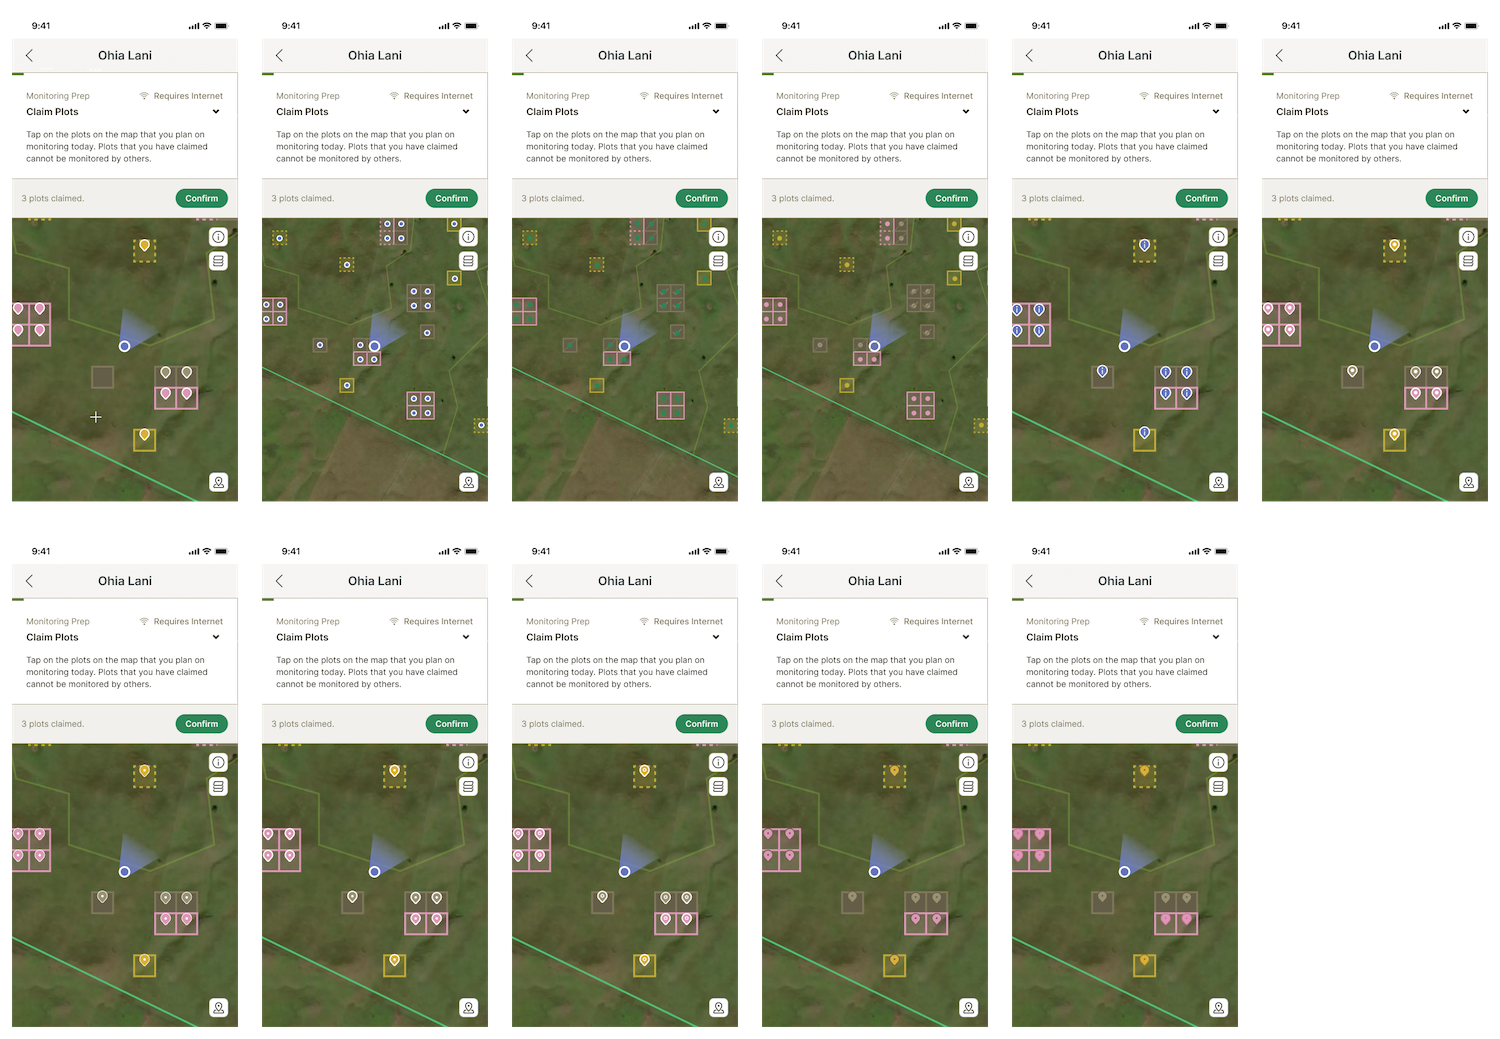 9:41
Ohia Lani
Monitoring Prep
Requires Internet
Claim Plots
Tap on the plots on the map that you plan on
monitoring today. Plots that you have claimed
cannot be monitored by others.
3 plots claimed.
Confirm
9:41
Ohia Lani
Monitoring Prep
Requires Internet
Claim Plots
Tap on the plots on the map that you plan on
monitoring today. Plots that you have claimed
cannot be monitored by others.
3 plots claimed.
Confirm
9:41
Ohia Lani
Monitoring Prep
Requires Internet
Claim Plots
Tap on the plots on the map that you plan on
monitoring today. Plots that you have claimed
cannot be monitored by others.
3 plots claimed.
Confirm
9:41
Ohia Lani
Monitoring Prep
Requires Internet
Claim Plots
Tap on the plots on the map that you plan on
monitoring today. Plots that you have claimed
cannot be monitored by others.
3 plots claimed.
Confirm
9:41
Ohia Lani
Monitoring Prep
Requires Internet
Claim Plots
Tap on the plots on the map that you plan on
monitoring today. Plots that you have claimed
cannot be monitored by others.
3 plots claimed.
Confirm
9:41
Ohia Lani
Monitoring Prep
Requires Internet
Claim Plots
Tap on the plots on the map that you plan on
monitoring today. Plots that you have claimed
cannot be monitored by others.
3 plots claimed.
Confirm
9:41
Ohia Lani
Monitoring Prep
Requires Internet
Claim Plots
Tap on the plots on the map that you plan on
monitoring today. Plots that you have claimed
cannot be monitored by others.
3 plots claimed.
Confirm
9:41
Ohia Lani
Monitoring Prep
Requires Internet
Claim Plots
Tap on the plots on the map that you plan on
monitoring today. Plots that you have claimed
cannot be monitored by others.
3 plots claimed.
Confirm
9:41
Ohia Lani
Monitoring Prep
Requires Internet
Claim Plots
Tap on the plots on the map that you plan on
monitoring today. Plots that you have claimed
cannot be monitored by others.
3 plots claimed.
Confirm
9:41
Ohia Lani
Monitoring Prep
Requires Internet
Claim Plots
Tap on the plots on the map that you plan on
monitoring today. Plots that you have claimed
cannot be monitored by others.
3 plots claimed.
Confirm
9:41
Ohia Lani
Monitoring Prep
Requires Internet
Claim Plots
Tap on the plots on the map that you plan on
monitoring today. Plots that you have claimed
cannot be monitored by others.
3 plots claimed.
Confirm